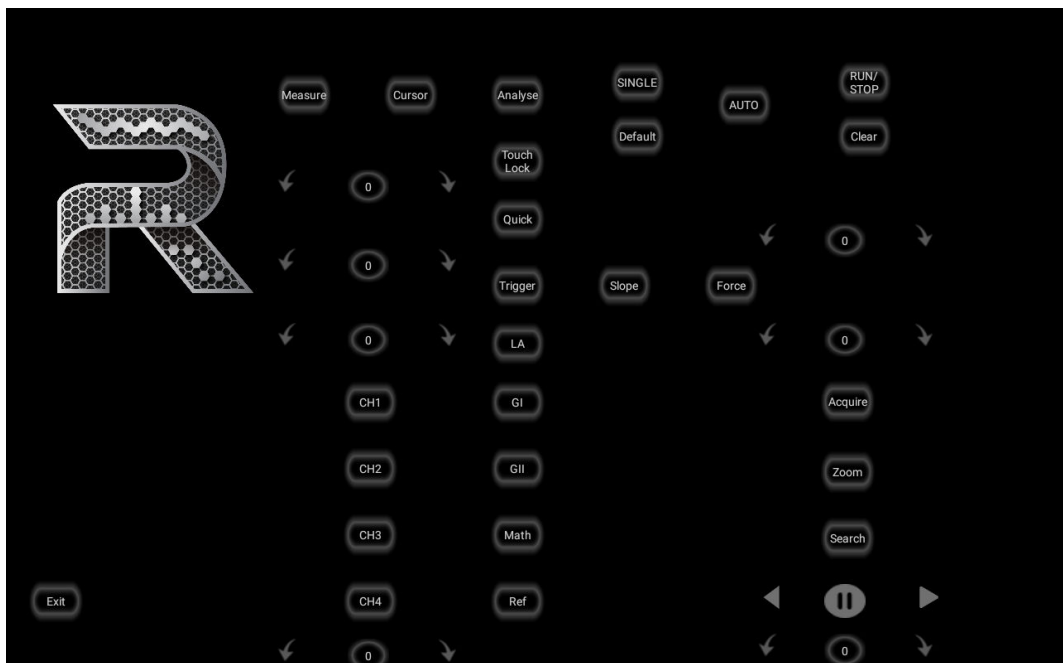 Measure
Cursor
Analyse
SINGLE
AUTO
RUN/
STOP
Default
Clear
Touch
Lock
0
Quick
0
0
Trigger
Slope
Force
0
LA
0
CH1
GI
Acquire
CH2
GII
Zoom
CH3
Math
Search
Exit
CH4
Ref
0
0